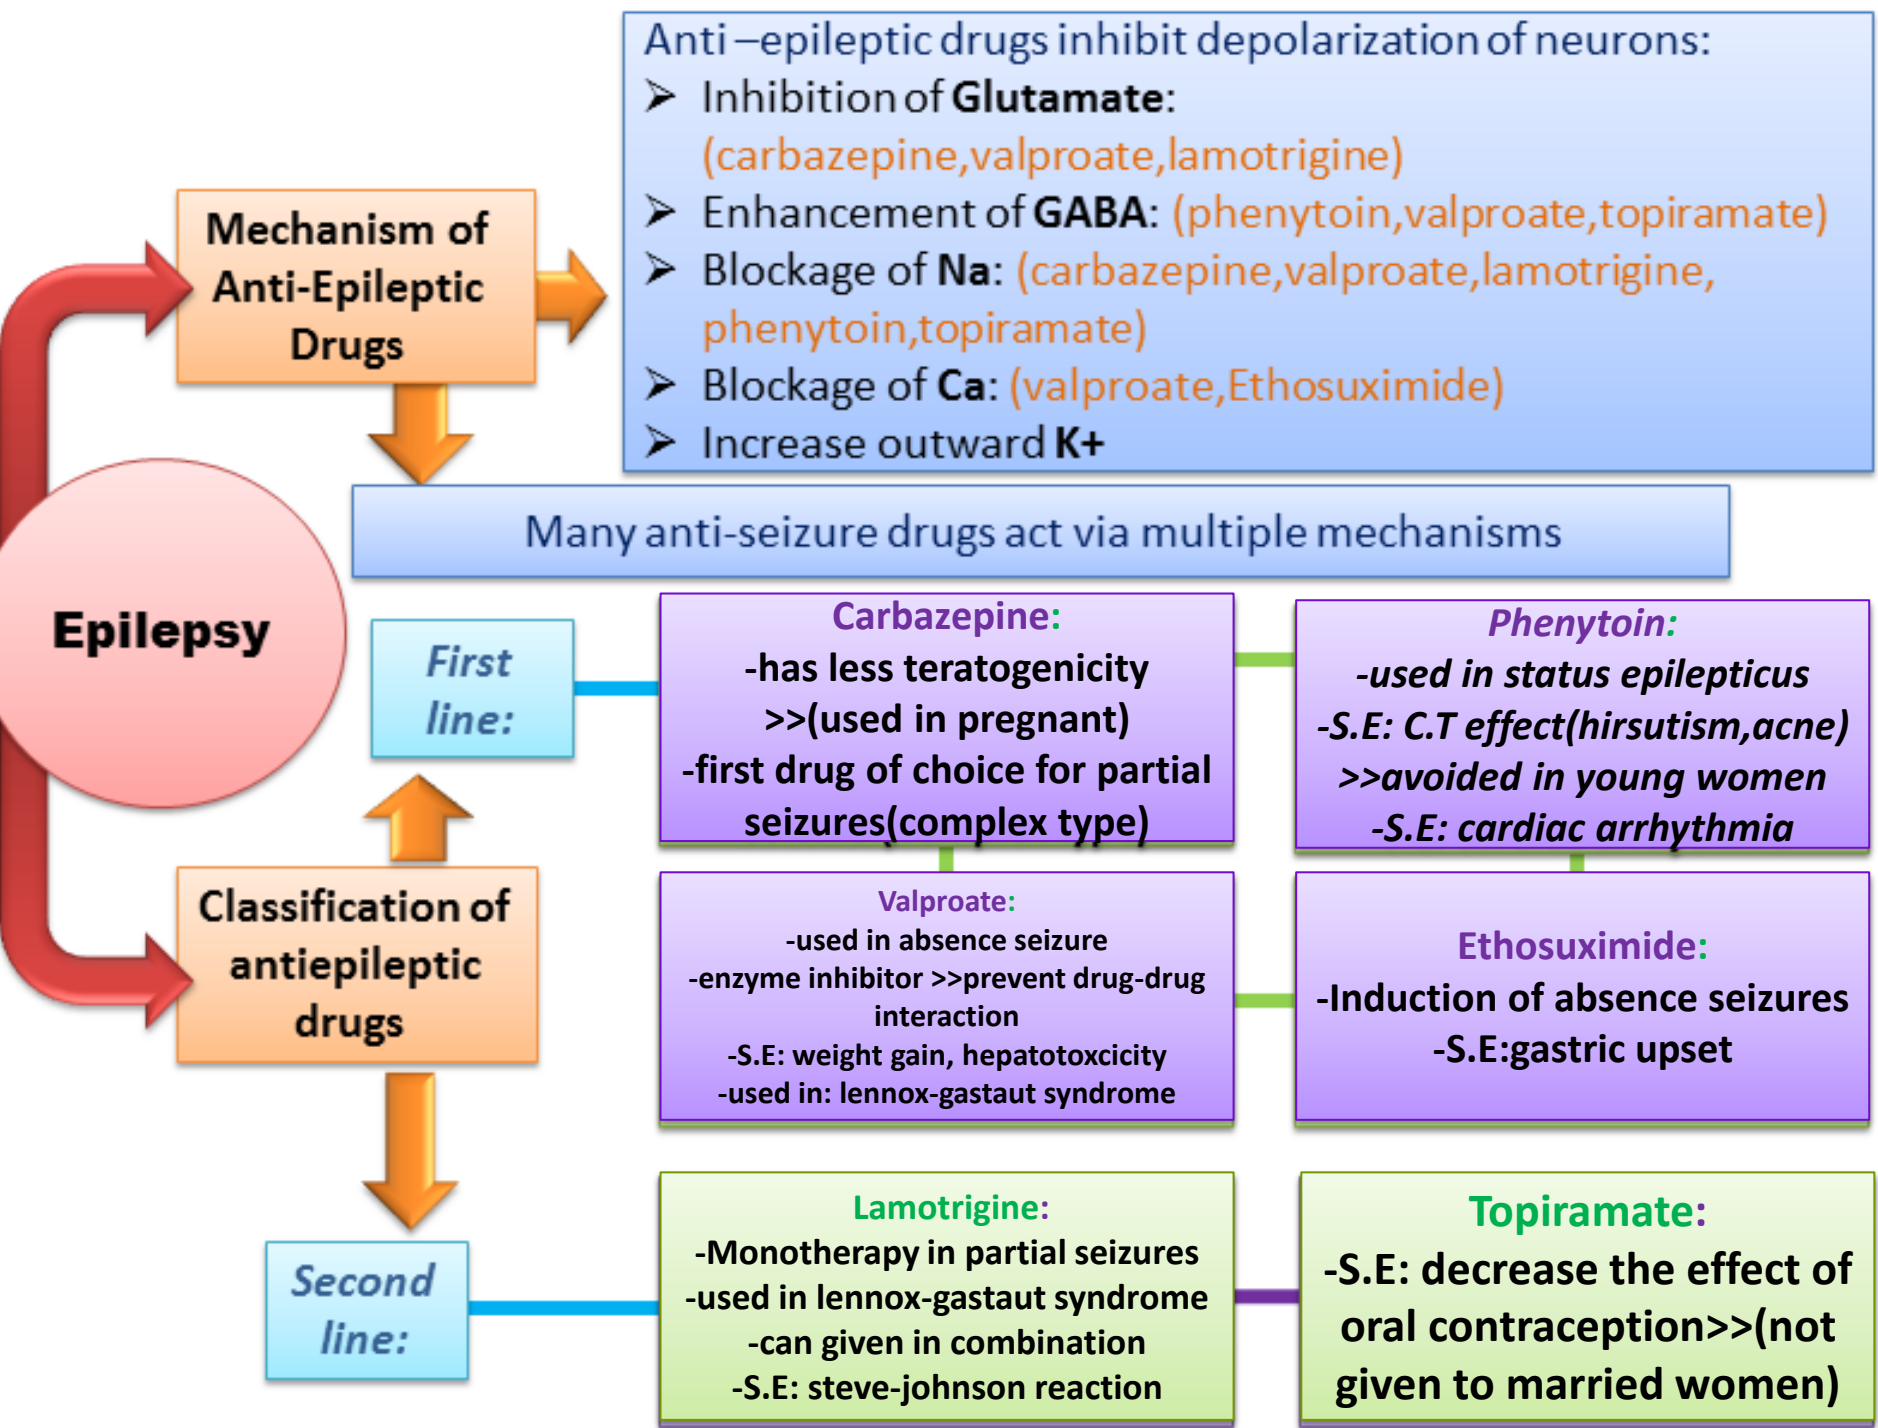 Anti –epileptic drugs inhibit depolarization of neurons:
➤ Inhibition of Glutamate:
(carbazepine,valproate,lamotrigine)
➤ Enhancement of GABA: (phenytoin,valproate,topiramate)
➤ Blockage of Na: (carbazepine,valproate,lamotrigine,
phenytoin,topiramate)
➤ Blockage of Ca: (valproate,Ethosuximide)
➤ Increase outward K+
Mechanism of
Anti-Epileptic
Drugs
Many anti-seizure drugs act via multiple mechanisms
Epilepsy
First
line:
Carbazepine:
-has less teratogenicity
>>(used in pregnant)
-first drug of choice for partial
seizures(complex type)
Phenytoin:
-used in status epilepticus
-S.E: C.T effect(hirsutism,acne)
>>avoided in young women
-S.E: cardiac arrhythmia
Classification of
antiepileptic
drugs
Valproate:
-used in absence seizure
-enzyme inhibitor >>prevent drug-drug
interaction
-S.E: weight gain, hepatotoxcicity
-used in: lennox-gastaut syndrome
Ethosuximide:
-Induction of absence seizures
-S.E:gastric upset
Second
line:
Lamotrigine:
-Monotherapy in partial seizures
-used in lennox-gastaut syndrome
-can given in combination
-S.E: steve-johnson reaction
Topiramate:
-S.E: decrease the effect of
oral contraception>>(not
given to married women)